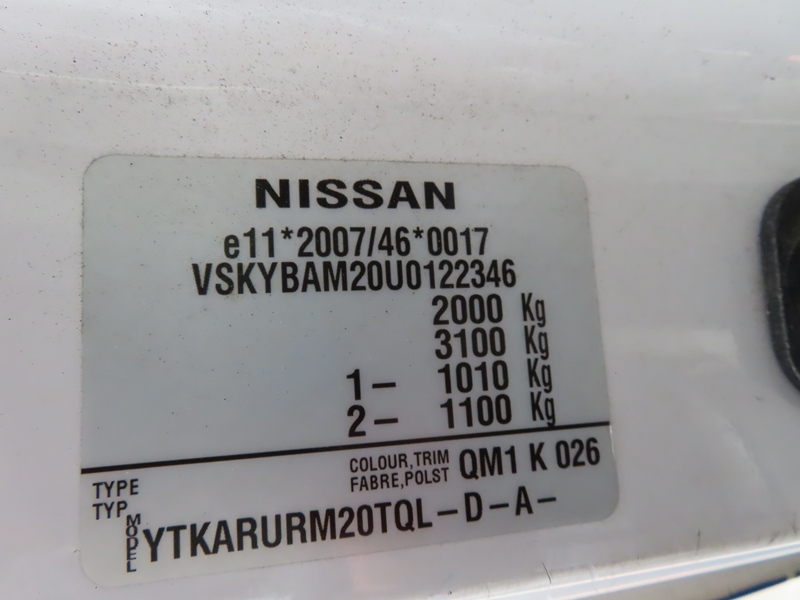 NISSAN
e11*2007/46*0017
VSKYBAM20U0122346
2000 Kg
3100 Kg
1- 1010 Kg
2- 1100 Kg
TYPE
TYP
COLOUR,TRIM
FABRE,POLST
QM1 K 026
MODEL
YTKARURM20TQL-D-A-